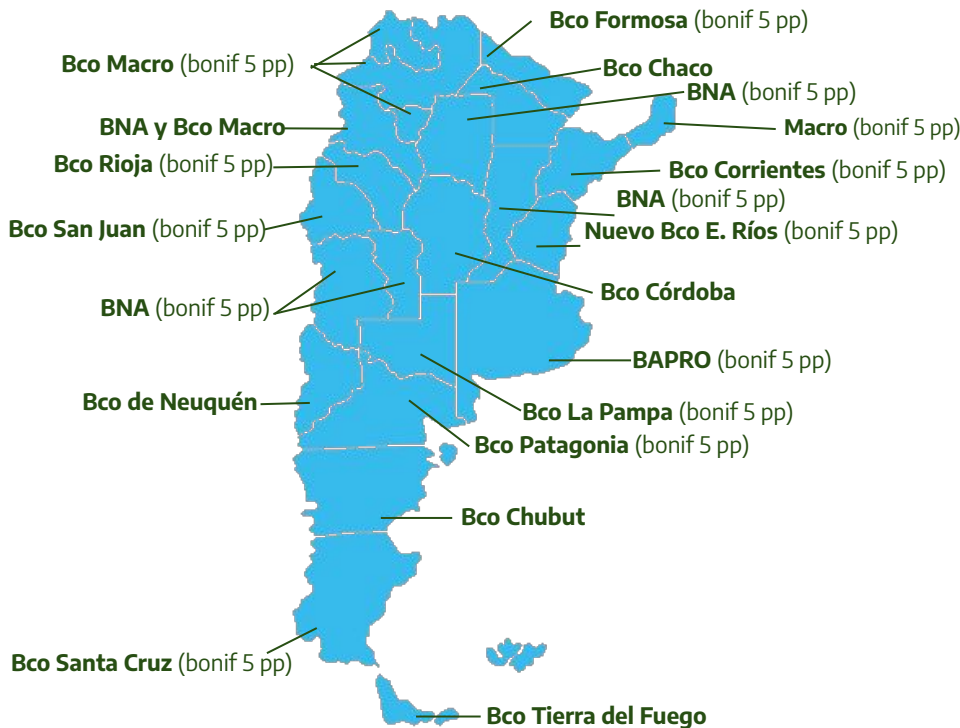 Bco Formosa (bonif 5 pp)
Bco Macro (bonif 5 pp)
Bco Chaco
BNA (bonif 5 pp)
BNA y Bco Macro
Macro (bonif 5 pp)
Bco Rioja (bonif 5 pp)
Bco Corrientes (bonif 5 pp)
BNA (bonif 5 pp)
Bco San Juan (bonif 5 pp)
Nuevo Bco E. Ríos (bonif 5 pp)
Bco Córdoba
BNA (bonif 5 pp)
BAPRO (bonif 5 pp)
Bco de Neuquén
Bco La Pampa (bonif 5 pp)
Bco Patagonia (bonif 5 pp)
Bco Chubut
Bco Santa Cruz (bonif 5 pp)
Bco Tierra del Fuego